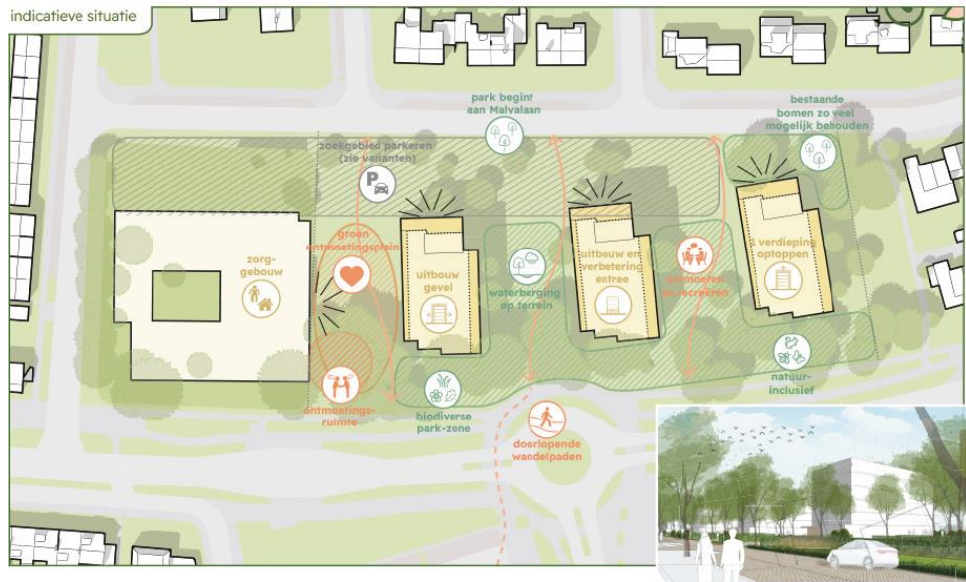 indicatieve situatie
park begint
aan Malvalaan
bestaande
bomen zo veel
mogelijk behouden
zoekgebied parkeren
(zie varianten)
P
groen
ontmoetingsplein
zorg-
gebouw
uitbouw
gevel
waterberging
op terrein
uitbouw en
verbetering
entree
ontmoeten
en recreëren
1 verdieping
optoppen
ontmoetings-
ruimte
biodiverse
park-zone
doorlopende
wandelpaden
natuur-
inclusief